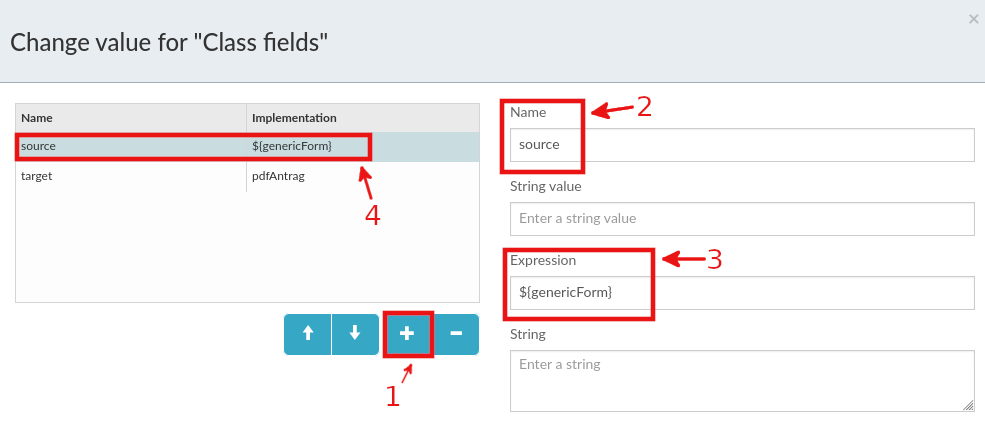 ×
Change value for "Class fields"
Name Implementation
source ${genericForm}
target pdfAntrag
4
1
Name
2
source
String value
Enter a string value
Expression
3
${genericForm}
String
Enter a string